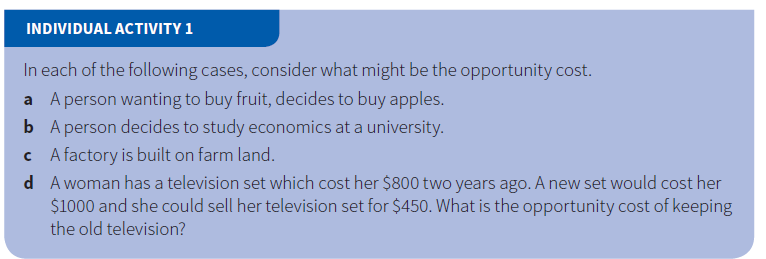 INDIVIDUAL ACTIVITY 1
In each of the following cases, consider what might be the opportunity cost.
a A person wanting to buy fruit, decides to buy apples.
b A person decides to study economics at a university.
c A factory is built on farm land.
d A woman has a television set which cost her $800 two years ago. A new set would cost her
$1000 and she could sell her television set for $450. What is the opportunity cost of keeping
the old television?